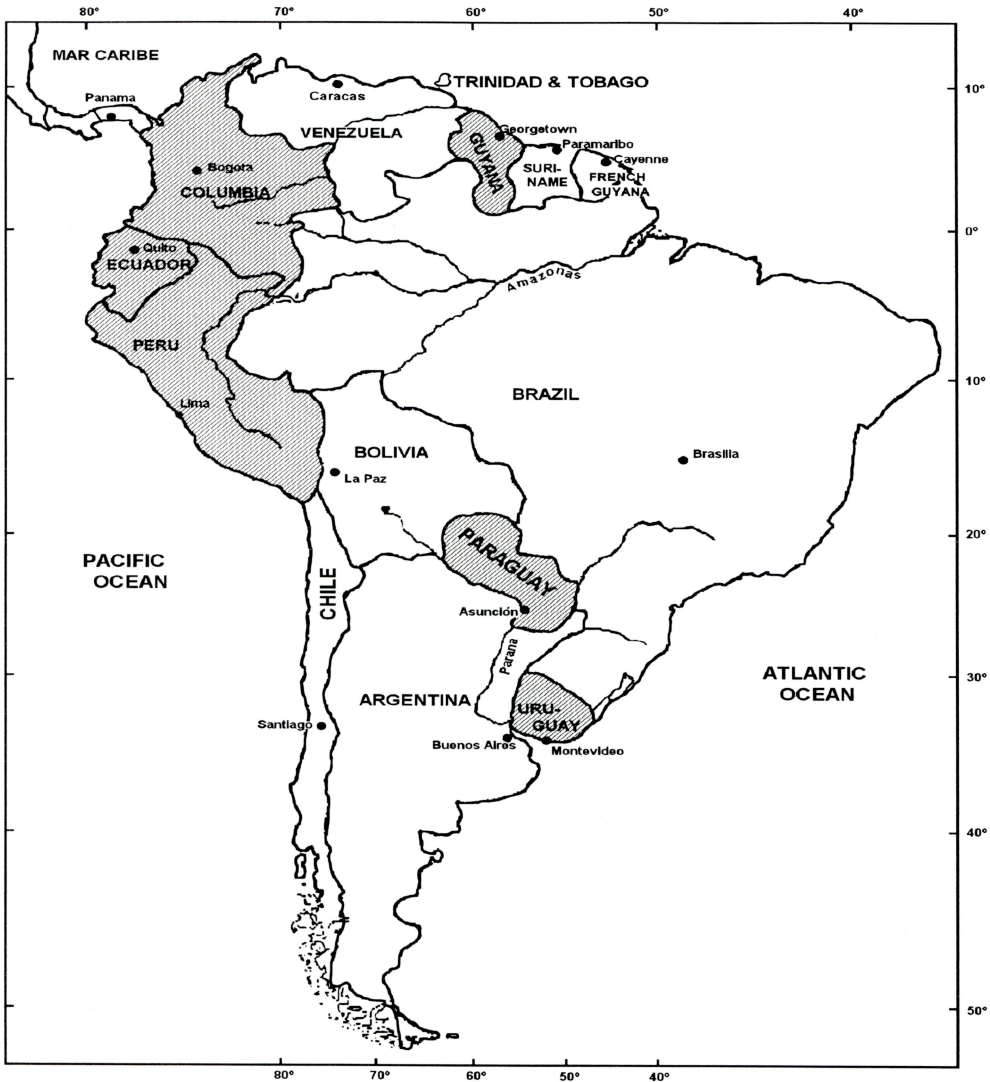 80° 70° 60° 50° 40°
MAR CARIBE
TRINIDAD & TOBAGO
10°
Panama
Caracas
VENEZUELA
Georgetown
GUYANA
Paramaribo
SURI-
NAME
Cayenne
FRENCH
GUYANA
Bogota
COLUMBIA
0°
Quito
ECUADOR
Amazonas
PERU
10°
BRAZIL
Lima
BOLIVIA
Brasilia
La Paz
20°
PACIFIC
OCEAN
PARAGUAY
CHILE
Asunción
Parana
30°
ATLANTIC
OCEAN
ARGENTINA
URU-
GUAY
Santiago
Buenos Aires
Montevideo
40°
50°
80° 70° 60° 50° 40°